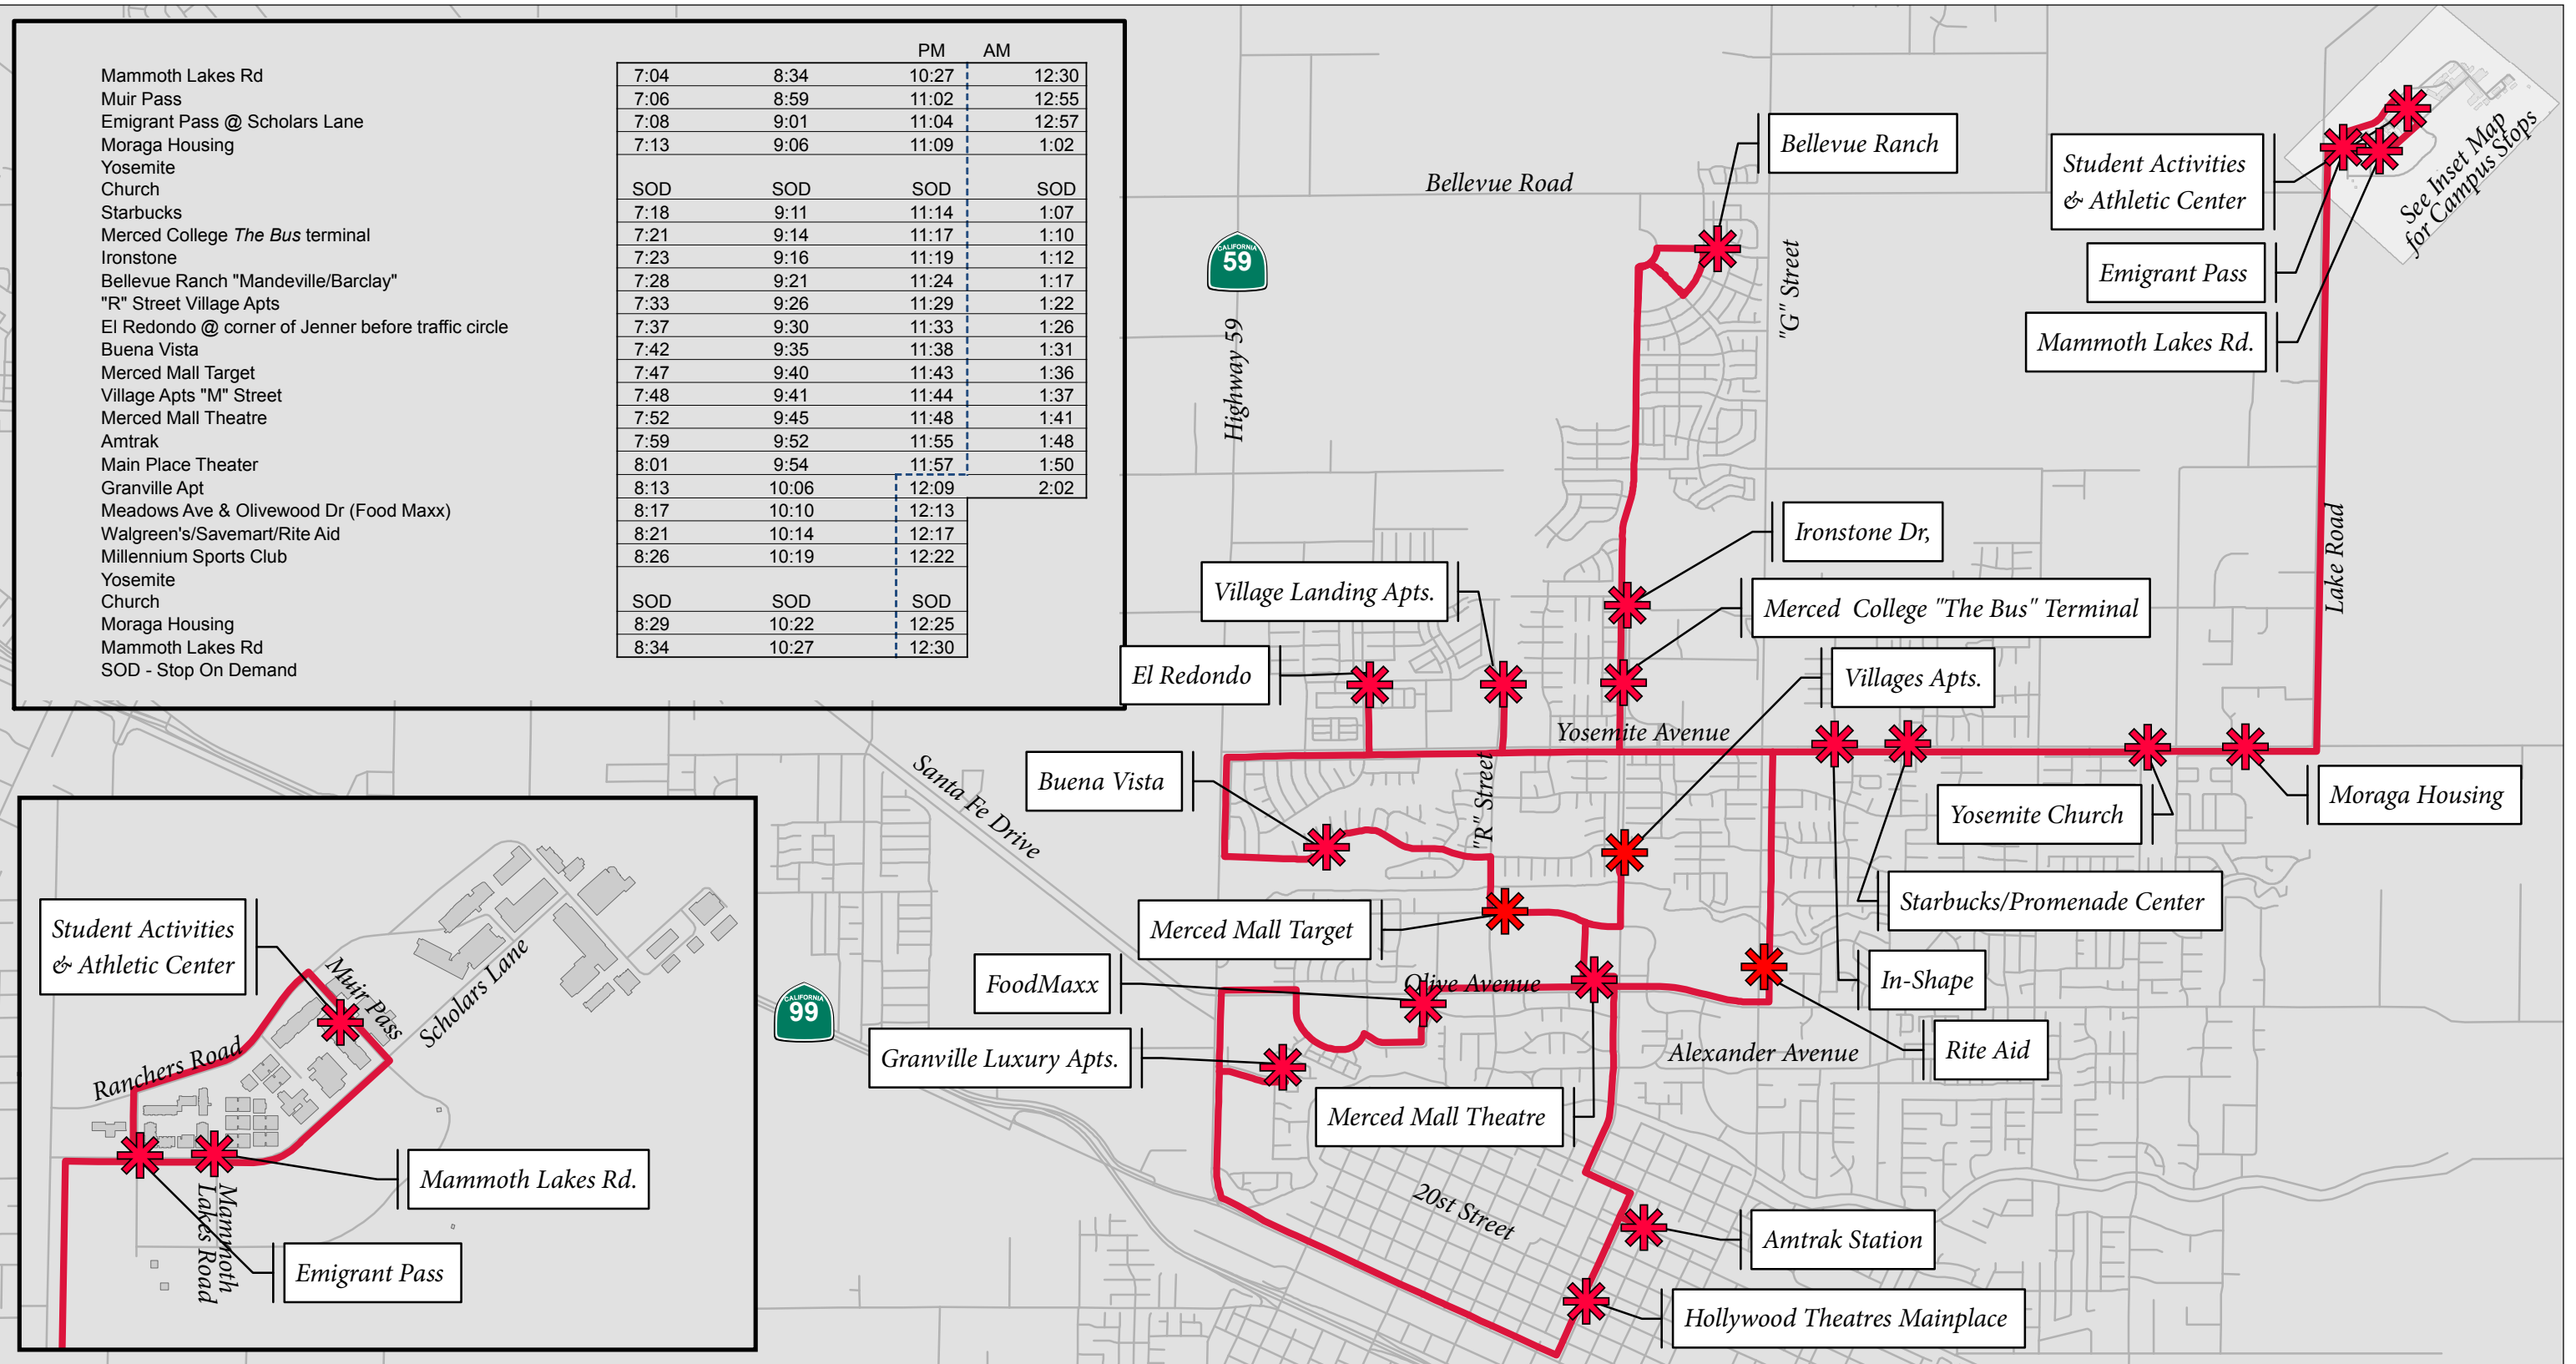 PM AM
Mammoth Lakes Rd 7:04 8:34 10:27 12:30
Muir Pass 7:06 8:59 11:02 12:55
Emigrant Pass @ Scholars Lane 7:08 9:01 11:04 12:57
Moraga Housing 7:13 9:06 11:09 1:02
Yosemite
Church SOD SOD SOD SOD
Starbucks 7:18 9:11 11:14 1:07
Merced College The Bus terminal 7:21 9:14 11:17 1:10
Ironstone 7:23 9:16 11:19 1:12
Bellevue Ranch "Mandeville/Barclay" 7:28 9:21 11:24 1:17
"R" Street Village Apts 7:33 9:26 11:29 1:22
El Redondo @ corner of Jenner before traffic circle 7:37 9:30 11:33 1:26
Buena Vista 7:42 9:35 11:38 1:31
Merced Mall Target 7:47 9:40 11:43 1:36
Village Apts "M" Street 7:48 9:41 11:44 1:37
Merced Mall Theatre 7:52 9:45 11:48 1:41
Amtrak 7:59 9:52 11:55 1:48
Main Place Theater 8:01 9:54 11:57 1:50
Granville Apt 8:13 10:06 12:09 2:02
Meadows Ave & Olivewood Dr (Food Maxx) 8:17 10:10 12:13
Walgreen's/Savemart/Rite Aid 8:21 10:14 12:17
Millennium Sports Club 8:26 10:19 12:22
Yosemite
Church SOD SOD SOD
Moraga Housing 8:29 10:22 12:25
Mammoth Lakes Rd 8:34 10:27 12:30
SOD - Stop On Demand
Bellevue Ranch
Bellevue Road
Student Activities
& Athletic Center
See Inset Map
for Campus Stops
CALIFORNIA
59
Highway 59
"G" Street
Emigrant Pass
Mammoth Lakes Rd.
Lake Road
Ironstone Dr,
Village Landing Apts.
Merced College "The Bus" Terminal
El Redondo
Villages Apts.
Yosemite Avenue
Santa Fe Drive
Buena Vista
"R" Street
Yosemite Church
Moraga Housing
Starbucks/Promenade Center
Merced Mall Target
In-Shape
FoodMaxx
Olive Avenue
CALIFORNIA
99
Granville Luxury Apts.
Alexander Avenue
Rite Aid
Merced Mall Theatre
20st Street
Amtrak Station
Hollywood Theatres Mainplace
Student Activities
& Athletic Center
Muir Pass
Scholars Lane
Ranchers Road
Mammoth Lakes Rd.
Mammoth
Lakes Road
Emigrant Pass